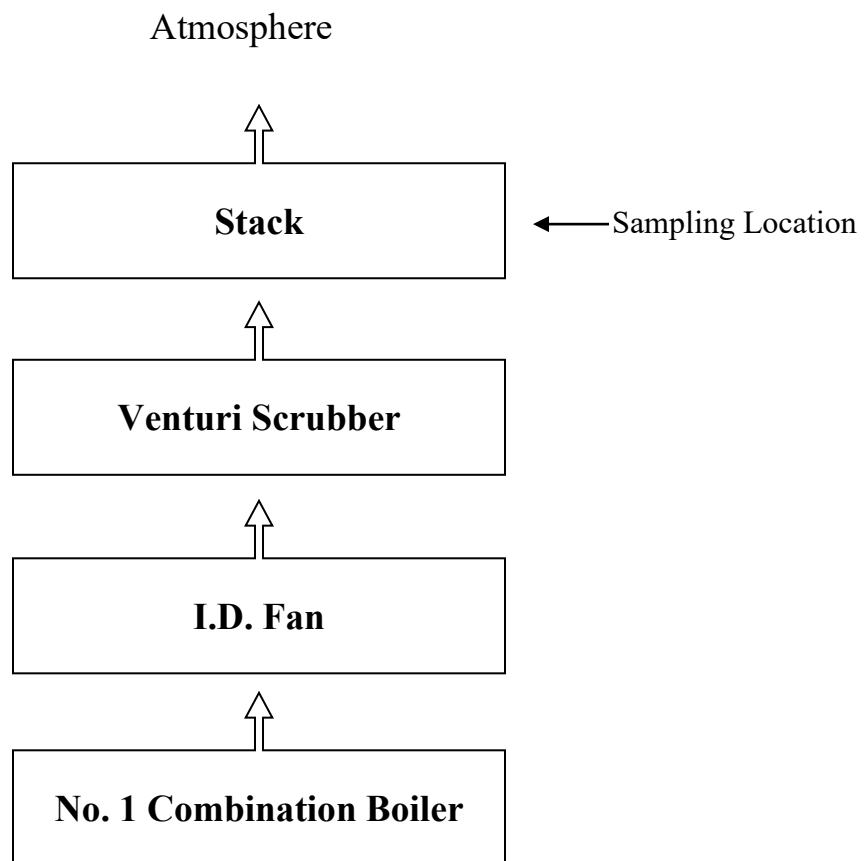 Atmosphere
Stack
Sampling Location
Venturi Scrubber
I.D. Fan
No. 1 Combination Boiler